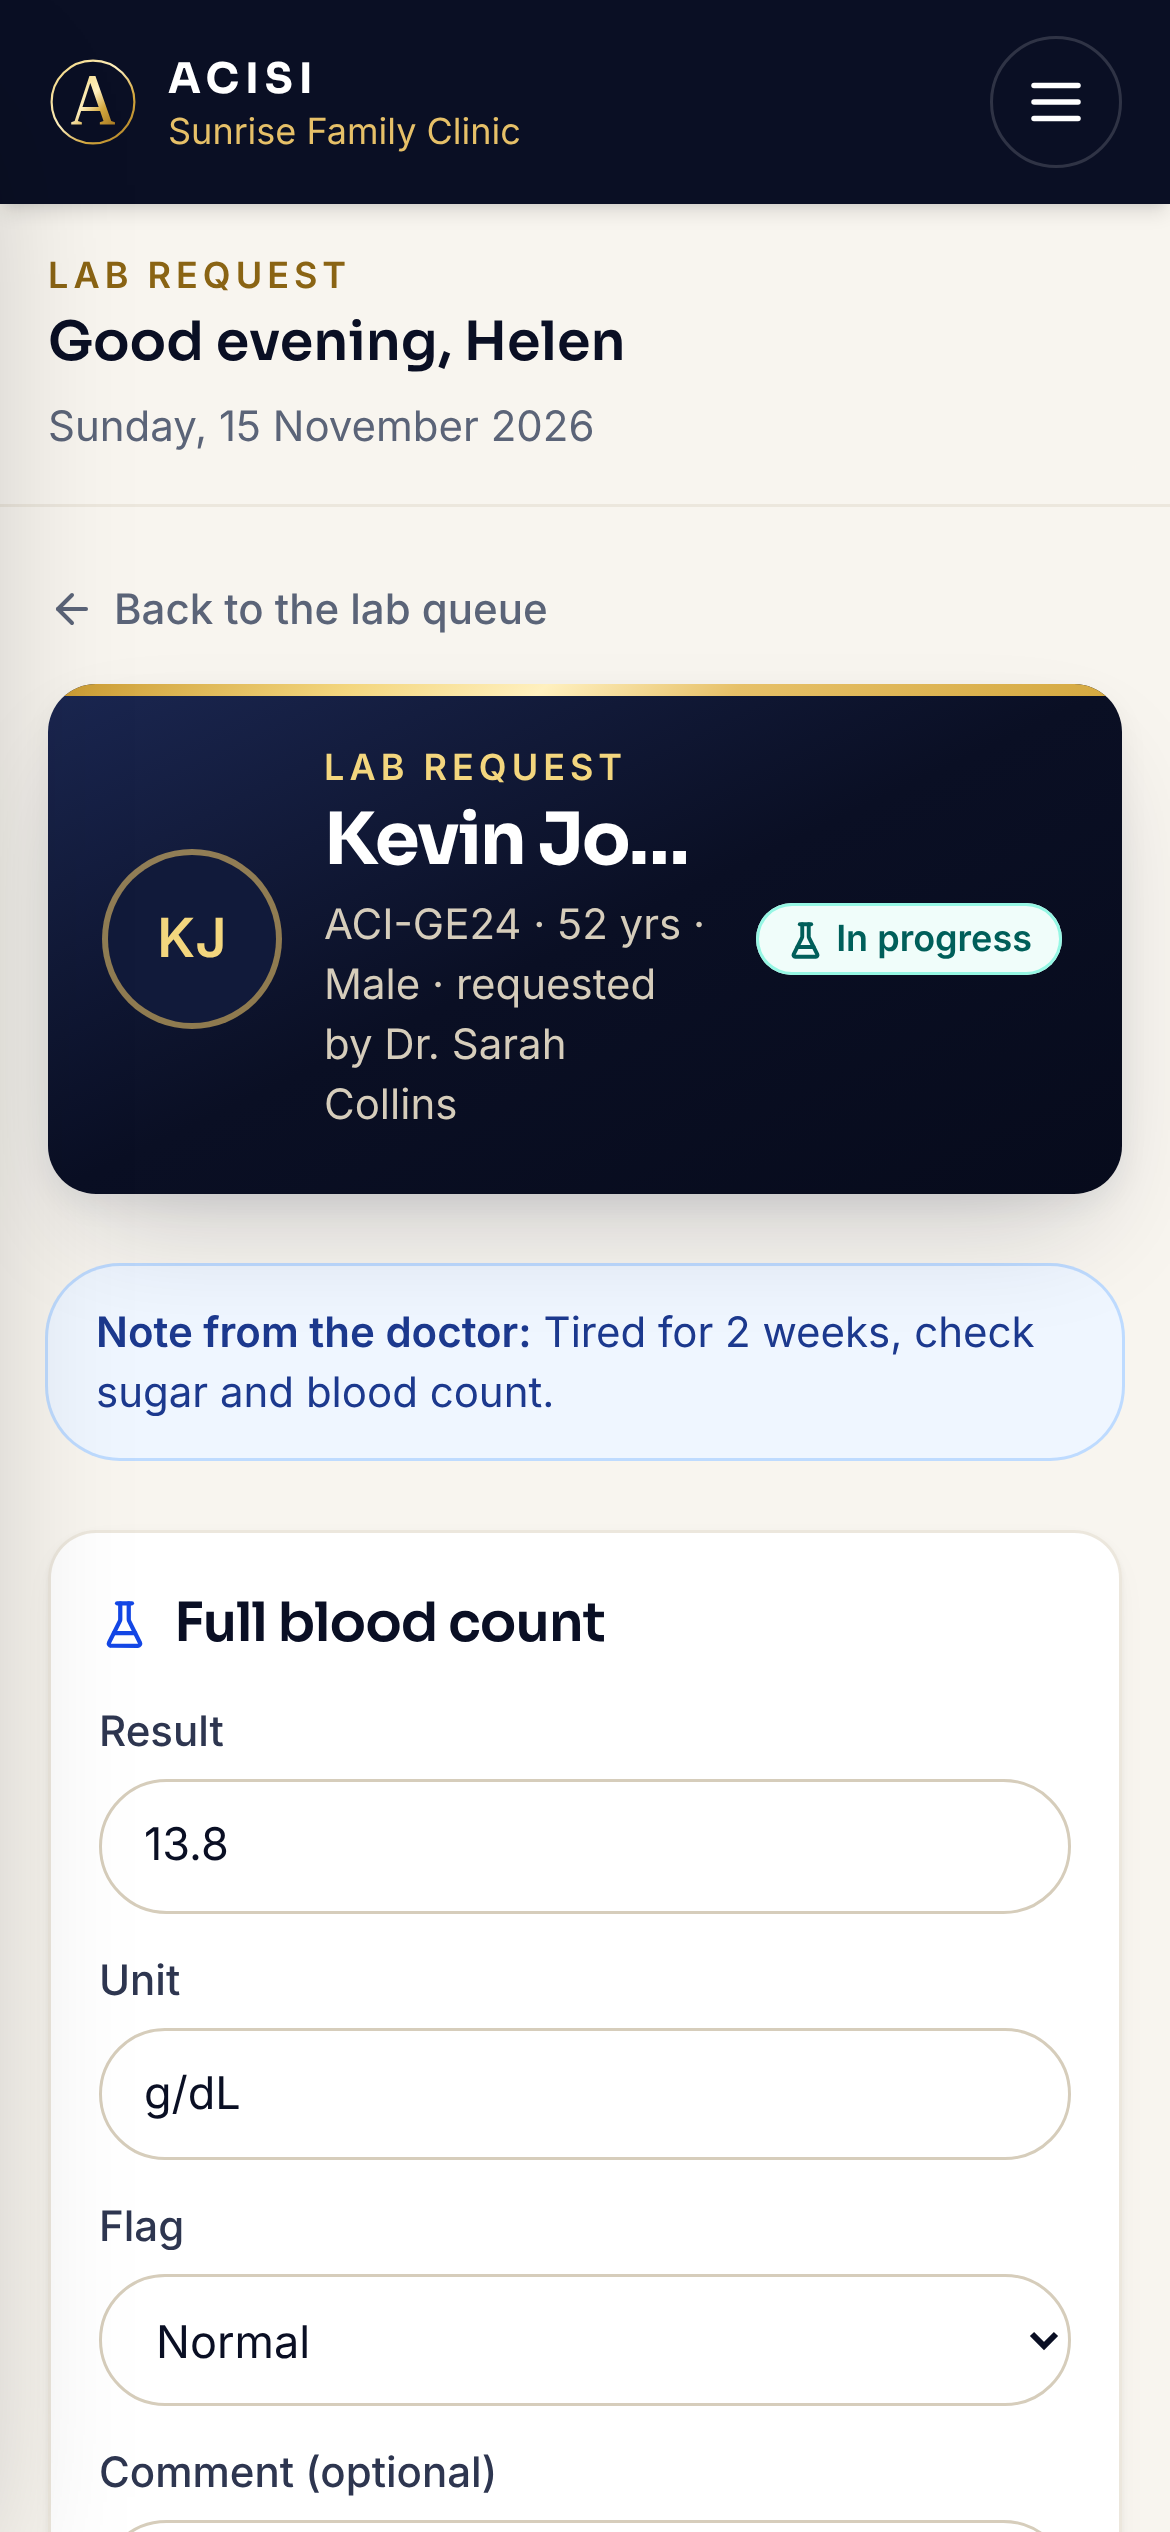 A
ACISI
Sunrise Family Clinic
LAB REQUEST
Good evening, Helen
Sunday, 15 November 2026
Back to the lab queue
LAB REQUEST
Kevin Jo...
KJ
ACI-GE24 · 52 yrs ·
Male · requested
by Dr. Sarah
Collins
In progress
Note from the doctor: Tired for 2 weeks, check
sugar and blood count.
Full blood count
Result
13.8
Unit
g/dL
Flag
Normal
Comment (optional)